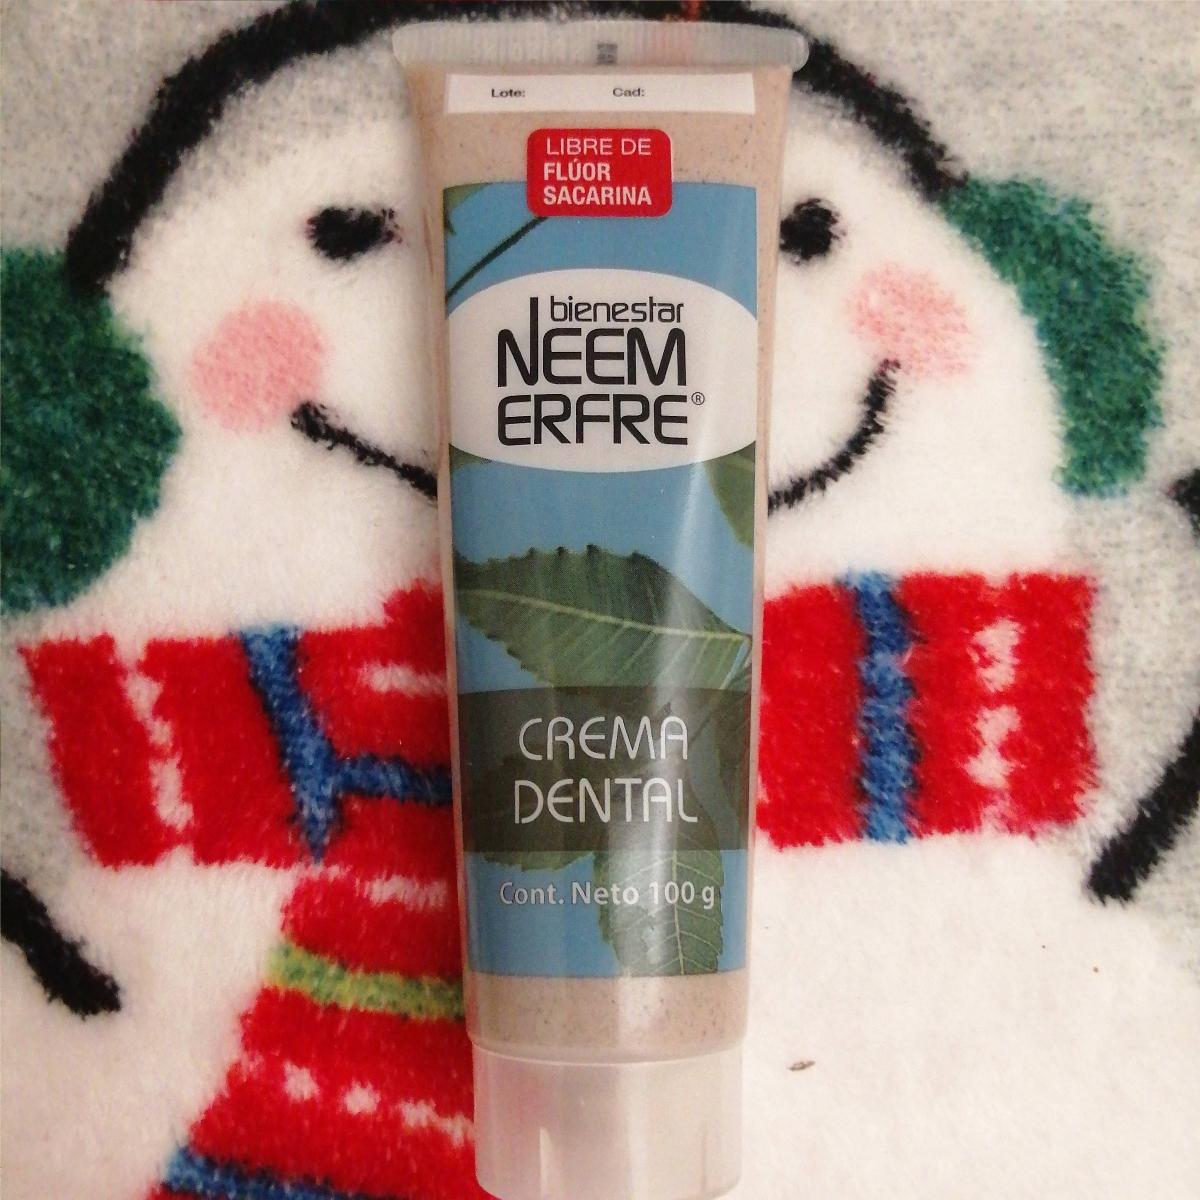 Lote: Cad:
LIBRE DE
FLÚOR
SACARINA
bienestar
NEEM
ERFRE®
CREMA
DENTAL
Cont. Neto 100 g